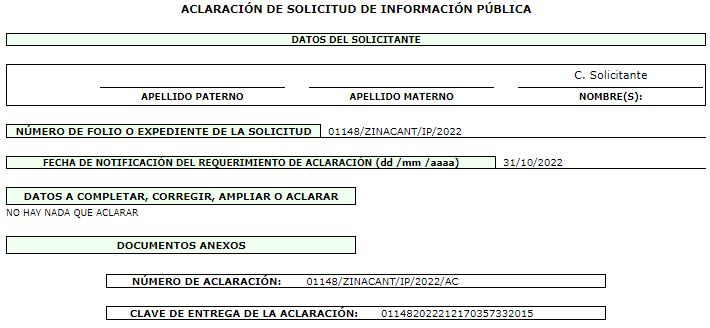 ACLARACIÓN DE SOLICITUD DE INFORMACIÓN PÚBLICA
DATOS DEL SOLICITANTE
C. Solicitante
APELLIDO PATERNO APELLIDO MATERNO NOMBRE(S):
NÚMERO DE FOLIO O EXPEDIENTE DE LA SOLICITUD 01148/ZINACANT/IP/2022
FECHA DE NOTIFICACIÓN DEL REQUERIMIENTO DE ACLARACIÓN (dd /mm /aaaa) 31/10/2022
DATOS A COMPLETAR, CORREGIR, AMPLIAR O ACLARAR
NO HAY NADA QUE ACLARAR
DOCUMENTOS ANEXOS
NÚMERO DE ACLARACIÓN: 01148/ZINACANT/IP/2022/AC
CLAVE DE ENTREGA DE LA ACLARACIÓN: 011482022212170357332015